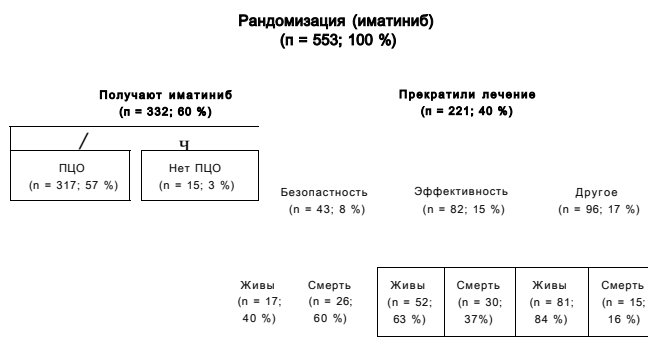 Рандомизация (иматиниб)
(п = 553; 100 %)
Получают иматиниб
(п = 332; 60 %)
Прекратили лечение
(п = 221; 40 %)
/ ч
ПЦО
(n = 317; 57 %)
Нет ПЦО
(n = 15; 3 %)
Безопастность
(n = 43; 8 %)
Эффективность
(n = 82; 15 %)
Другое
(n = 96; 17 %)
Живы
(n = 17;
40 %)
Смерть
(n = 26;
60 %)
Живы
(n = 52;
63 %)
Смерть
(n = 30;
37%)
Живы
(n = 81;
84 %)
Смерть
(n = 15;
16 %)